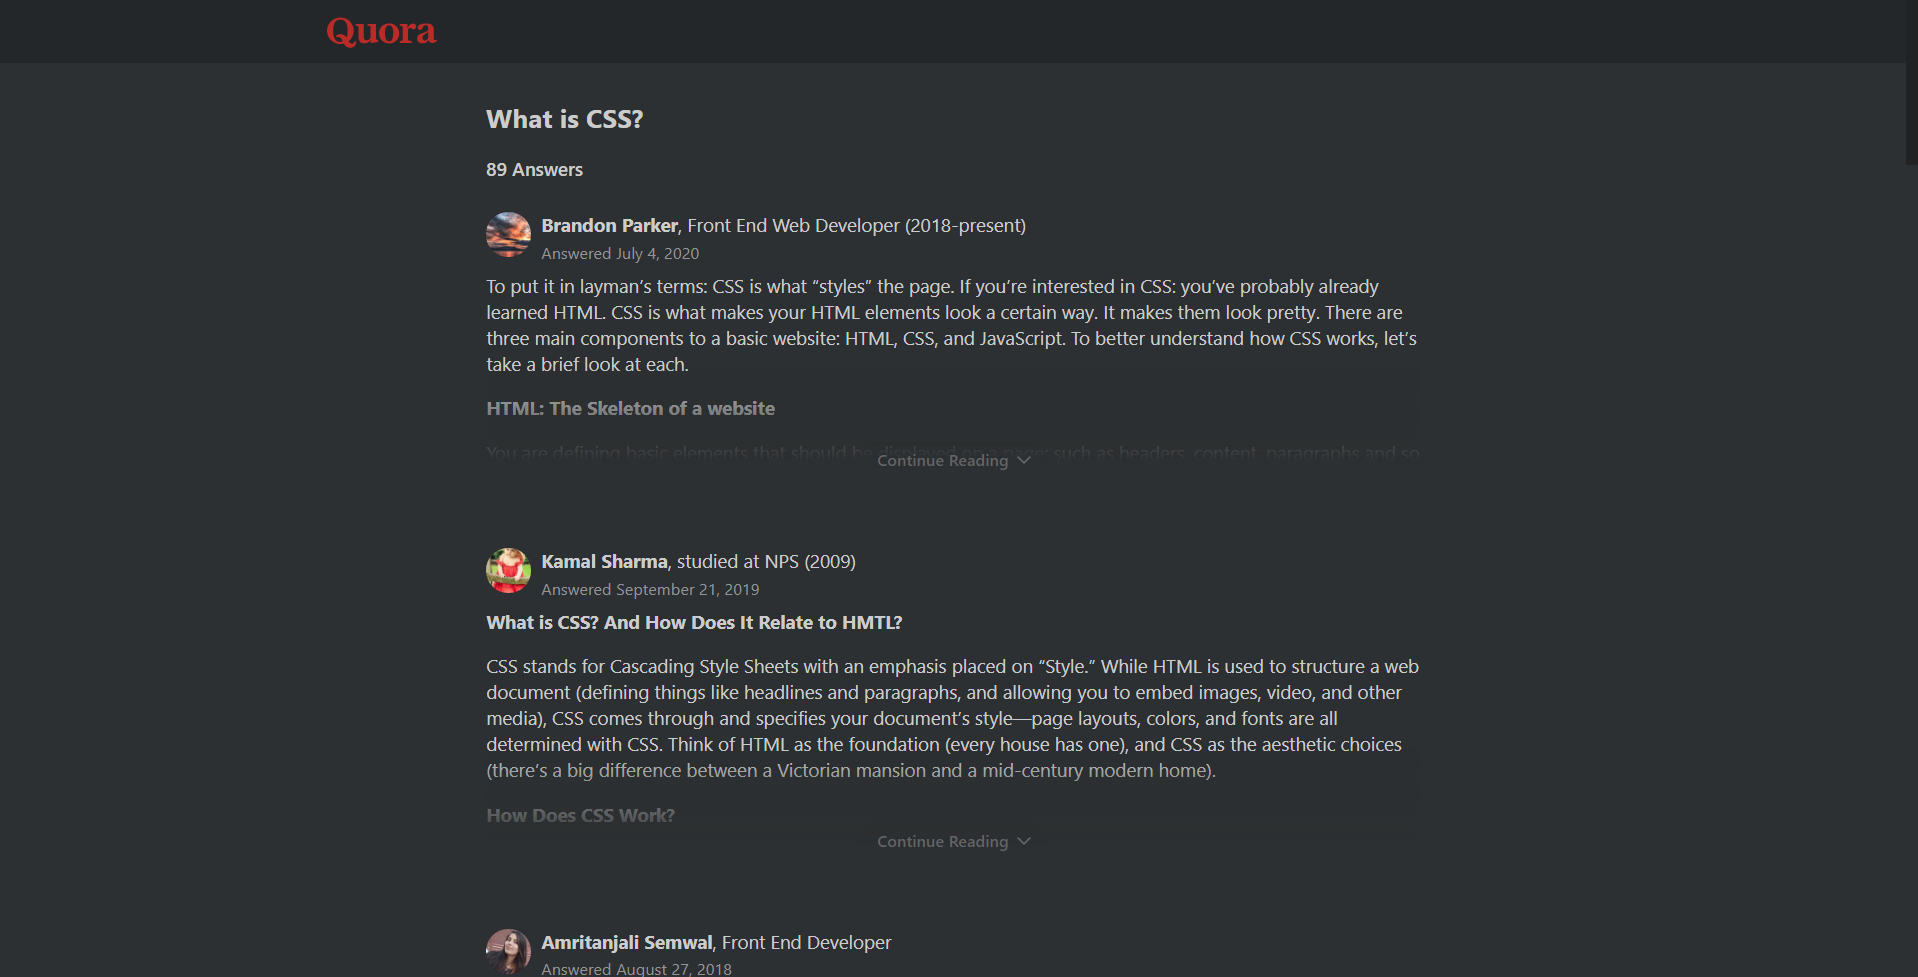 Quora
What is CSS?
89 Answers
Brandon Parker, Front End Web Developer (2018-present)
Answered July 4, 2020
To put it in layman’s terms: CSS is what “styles” the page. If you’re interested in CSS: you’ve probably already
learned HTML. CSS is what makes your HTML elements look a certain way. It makes them look pretty. There are
three main components to a basic website: HTML, CSS, and JavaScript. To better understand how CSS works, let’s
take a brief look at each.
HTML: The Skeleton of a website
You are defining basic elements that should be displayed on a page: such as headers, content, paragraphs and so
Continue Reading
Kamal Sharma, studied at NPS (2009)
Answered September 21, 2019
What is CSS? And How Does It Relate to HMTL?
CSS stands for Cascading Style Sheets with an emphasis placed on “Style.” While HTML is used to structure a web
document (defining things like headlines and paragraphs, and allowing you to embed images, video, and other
media), CSS comes through and specifies your document’s style—page layouts, colors, and fonts are all
determined with CSS. Think of HTML as the foundation (every house has one), and CSS as the aesthetic choices
(there’s a big difference between a Victorian mansion and a mid-century modern home).
How Does CSS Work?
Continue Reading
Amritanjali Semwal, Front End Developer
Answered August 27, 2018